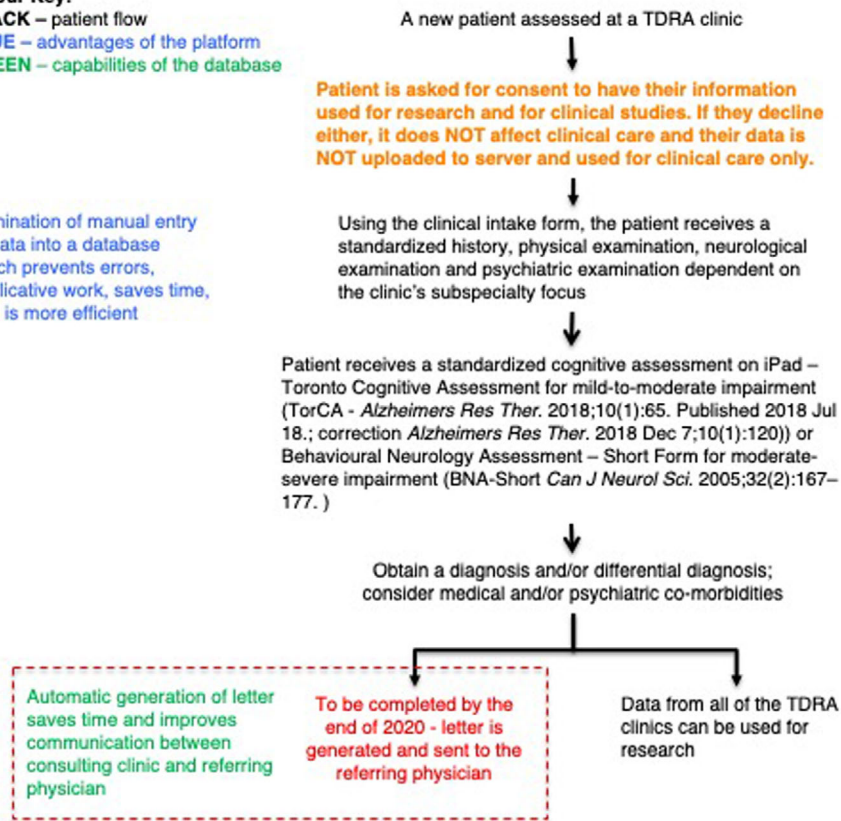 ACK – patient flow
UE – advantages of the platform
EEN – capabilities of the database
A new patient assessed at a TDRA clinic
Patient is asked for consent to have their information
used for research and for clinical studies. If they decline
either, it does NOT affect clinical care and their data is
NOT uploaded to server and used for clinical care only.
mination of manual entry
ata into a database
ch prevents errors,
licative work, saves time,
is more efficient
Using the clinical intake form, the patient receives a
standardized history, physical examination, neurological
examination and psychiatric examination dependent on
the clinic's subspecialty focus
Patient receives a standardized cognitive assessment on iPad –
Toronto Cognitive Assessment for mild-to-moderate impairment
(TorCA - Alzheimers Res Ther. 2018;10(1):65. Published 2018 Jul
18.; correction Alzheimers Res Ther. 2018 Dec 7;10(1):120)) or
Behavioural Neurology Assessment – Short Form for moderate-
severe impairment (BNA-Short Can J Neurol Sci. 2005;32(2):167–
177. )
Obtain a diagnosis and/or differential diagnosis;
consider medical and/or psychiatric co-morbidities
Automatic generation of letter
saves time and improves
communication between
consulting clinic and referring
physician
To be completed by the
end of 2020 - letter is
generated and sent to the
referring physician
Data from all of the TDRA
clinics can be used for
research